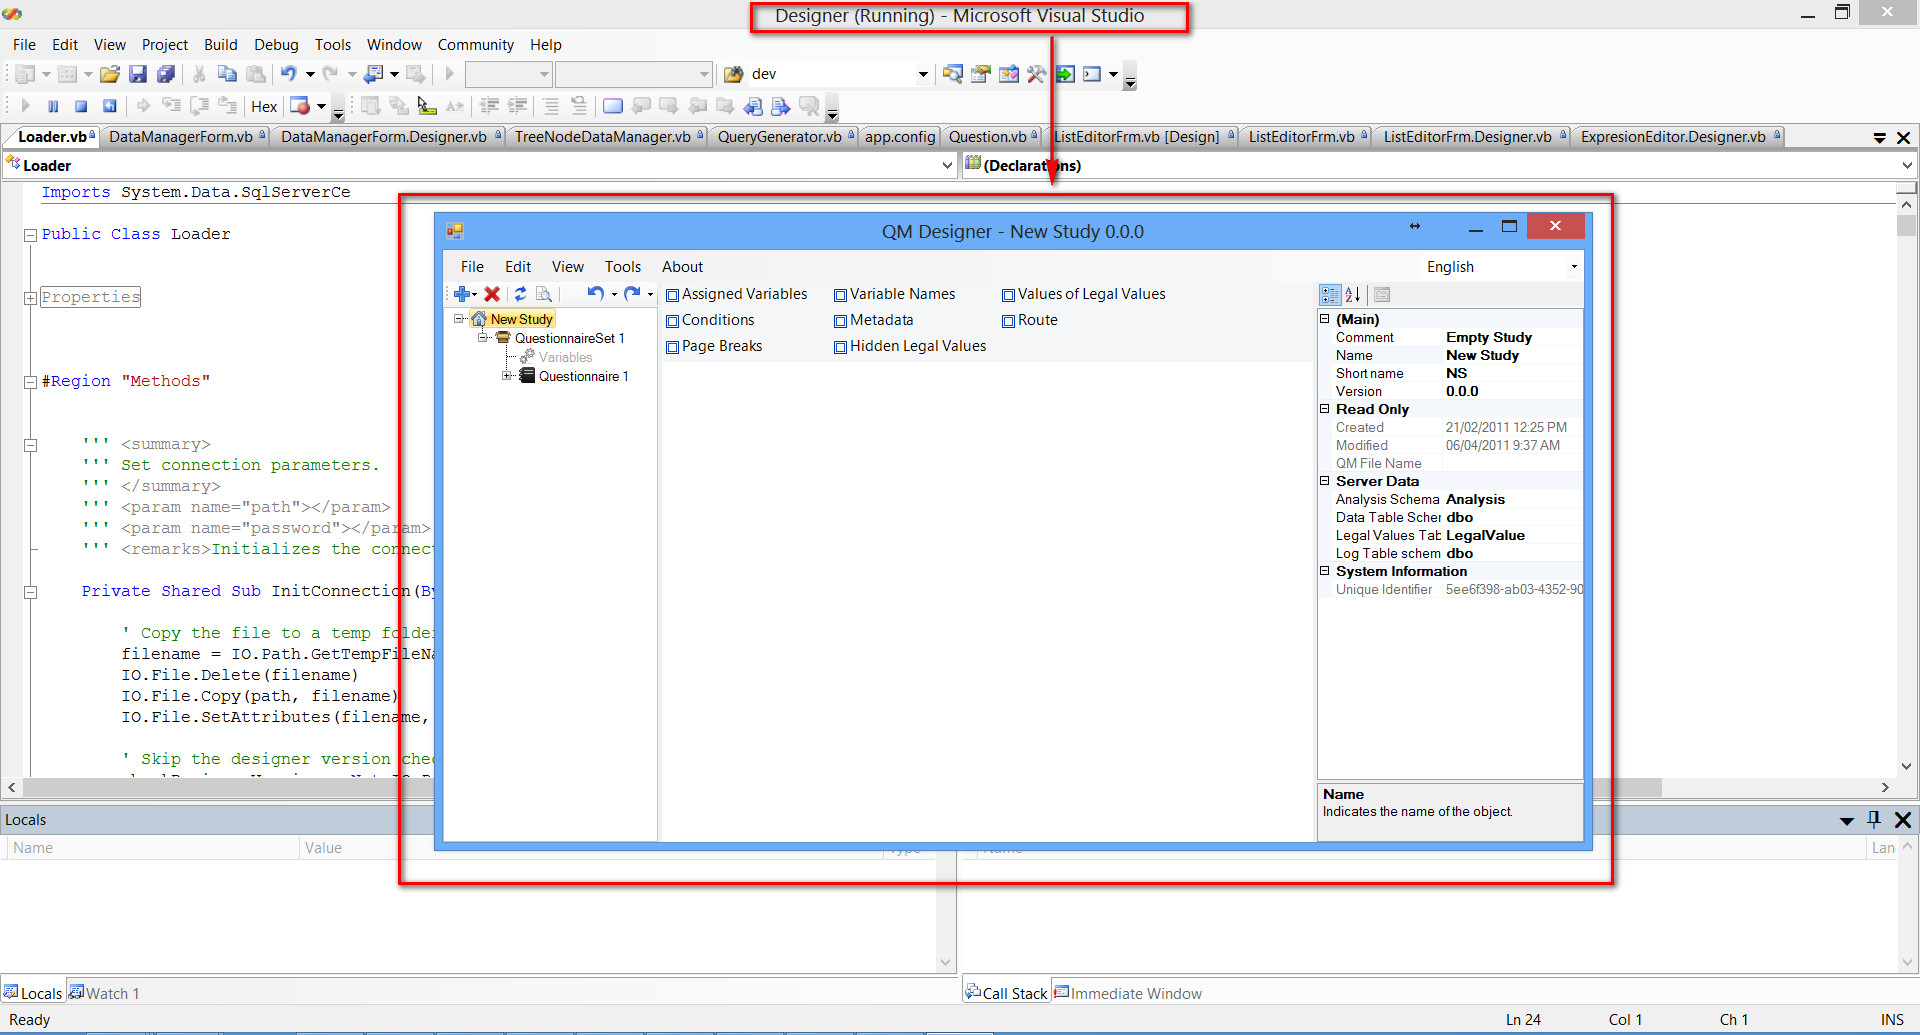 Designer (Running) - Microsoft Visual Studio
File Edit View Project Build Debug Tools Window Community Help
dev
Hex
Loader.vb DataManagerForm.vb DataManagerForm.Designer.vb TreeNodeDataManager.vb QueryGenerator.vb app.config Question.vb ListEditorFrm.vb [Design] ListEditorFrm.vb ListEditorFrm.Designer.vb ExpresionEditor.Designer.vb
Loader
(Declarations)
Imports System.Data.SqlServerCe
Public Class Loader
Properties
#Region "Methods"
''' <summary>
''' Set connection parameters.
''' </summary>
''' <param name="path"></param>
''' <param name="password"></param>
''' <remarks>Initializes the connect
Private Shared Sub InitConnection(By
' Copy the file to a temp folder
filename = IO.Path.GetTempFileNa
IO.File.Delete(filename)
IO.File.Copy(path, filename)
IO.File.SetAttributes(filename,
' Skip the designer version chec
QM Designer - New Study 0.0.0
File Edit View Tools About
English
New Study
QuestionnaireSet 1
Variables
Questionnaire 1
Assigned Variables Variable Names Values of Legal Values
Conditions Metadata Route
Page Breaks Hidden Legal Values
(Main)
Comment Empty Study
Name New Study
Short name NS
Version 0.0.0
Read Only
Created 21/02/2011 12:25 PM
Modified 06/04/2011 9:37 AM
QM File Name
Server Data
Analysis Schema Analysis
Data Table Scher dbo
Legal Values Tab LegalValue
Log Table schem dbo
System Information
Unique Identifier 5ee6f398-ab03-4352-90
Name
Indicates the name of the object.
Locals
Name Value Type Name Lan
Locals Watch 1
Call Stack Immediate Window
Ready
Ln 24 Col 1 Ch 1 INS